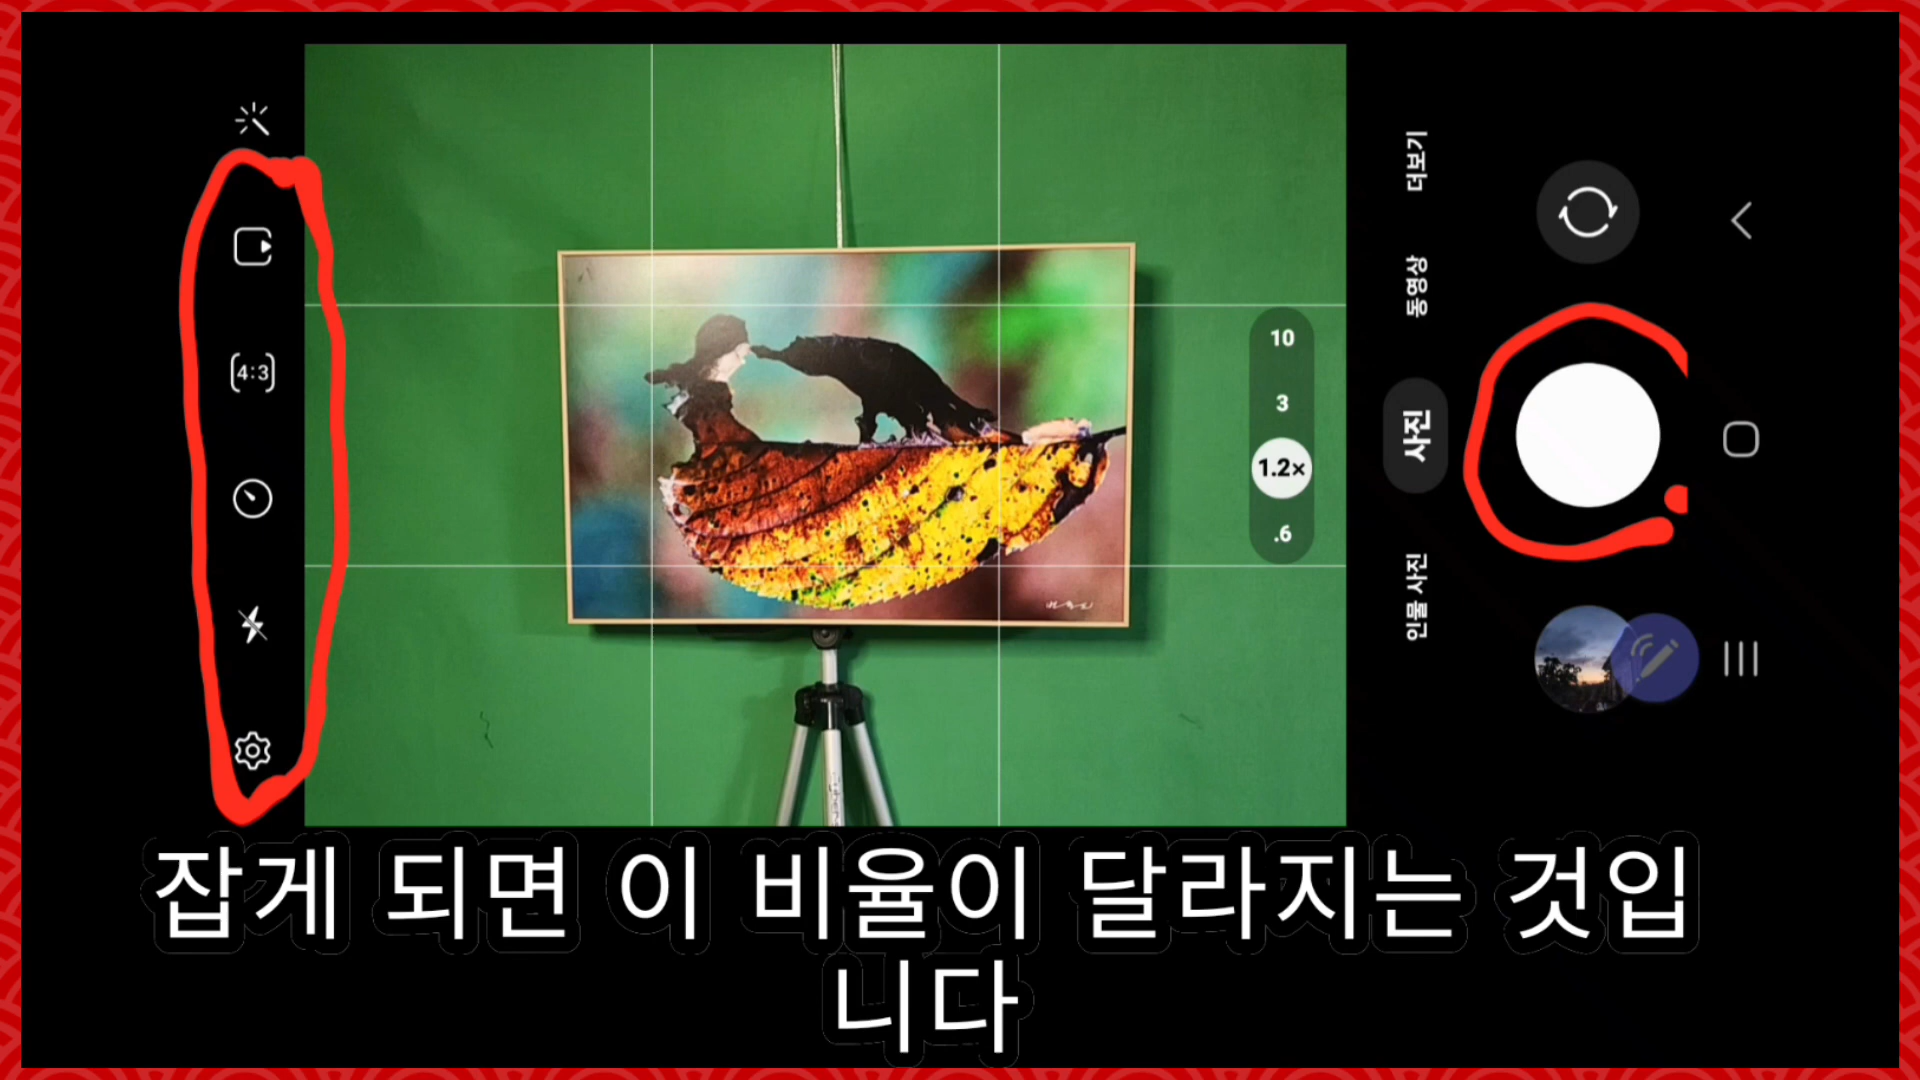 4:3
10
3
1.2×
.6
더보기
동영상
사진
인물 사진
잡게 되면 이 비율이 달라지는 것입
니다